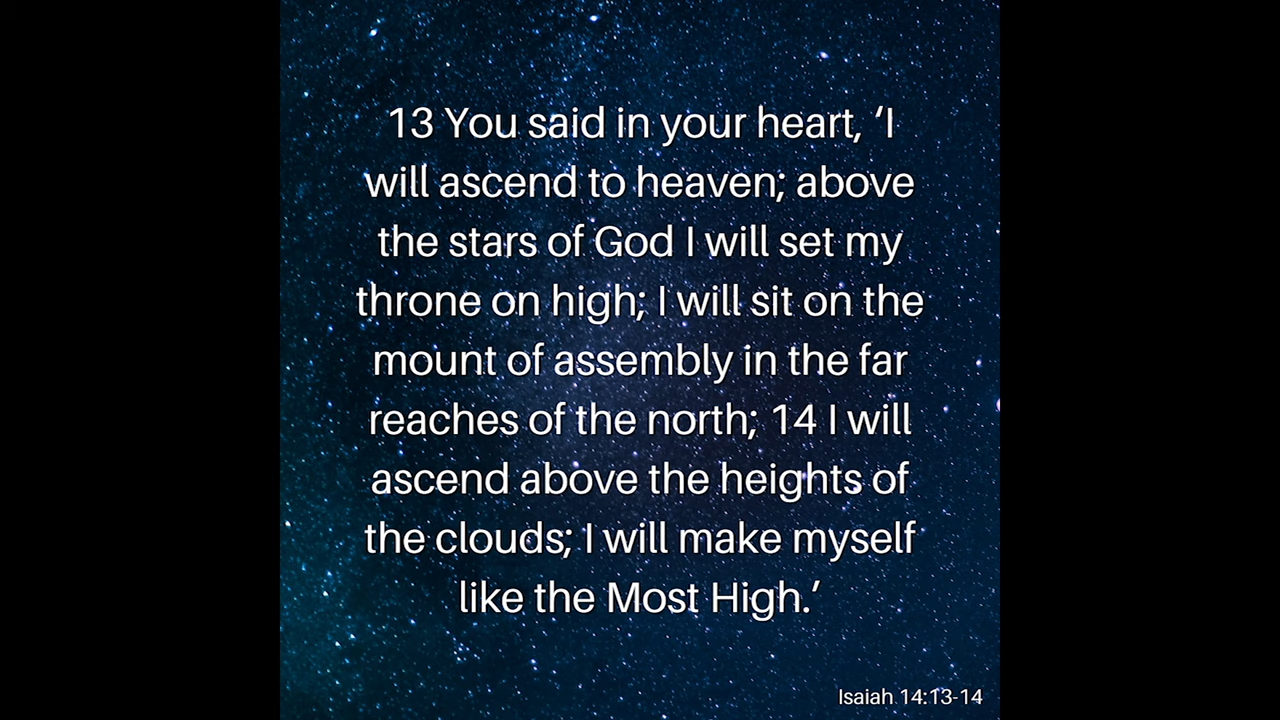 13 You said in your heart, ‘I
will ascend to heaven; above
the stars of God I will set my
throne on high; I will sit on the
mount of assembly in the far
reaches of the north; 14 I will
ascend above the heights of
the clouds; I will make myself
like the Most High.’
Isaiah 14:13-14